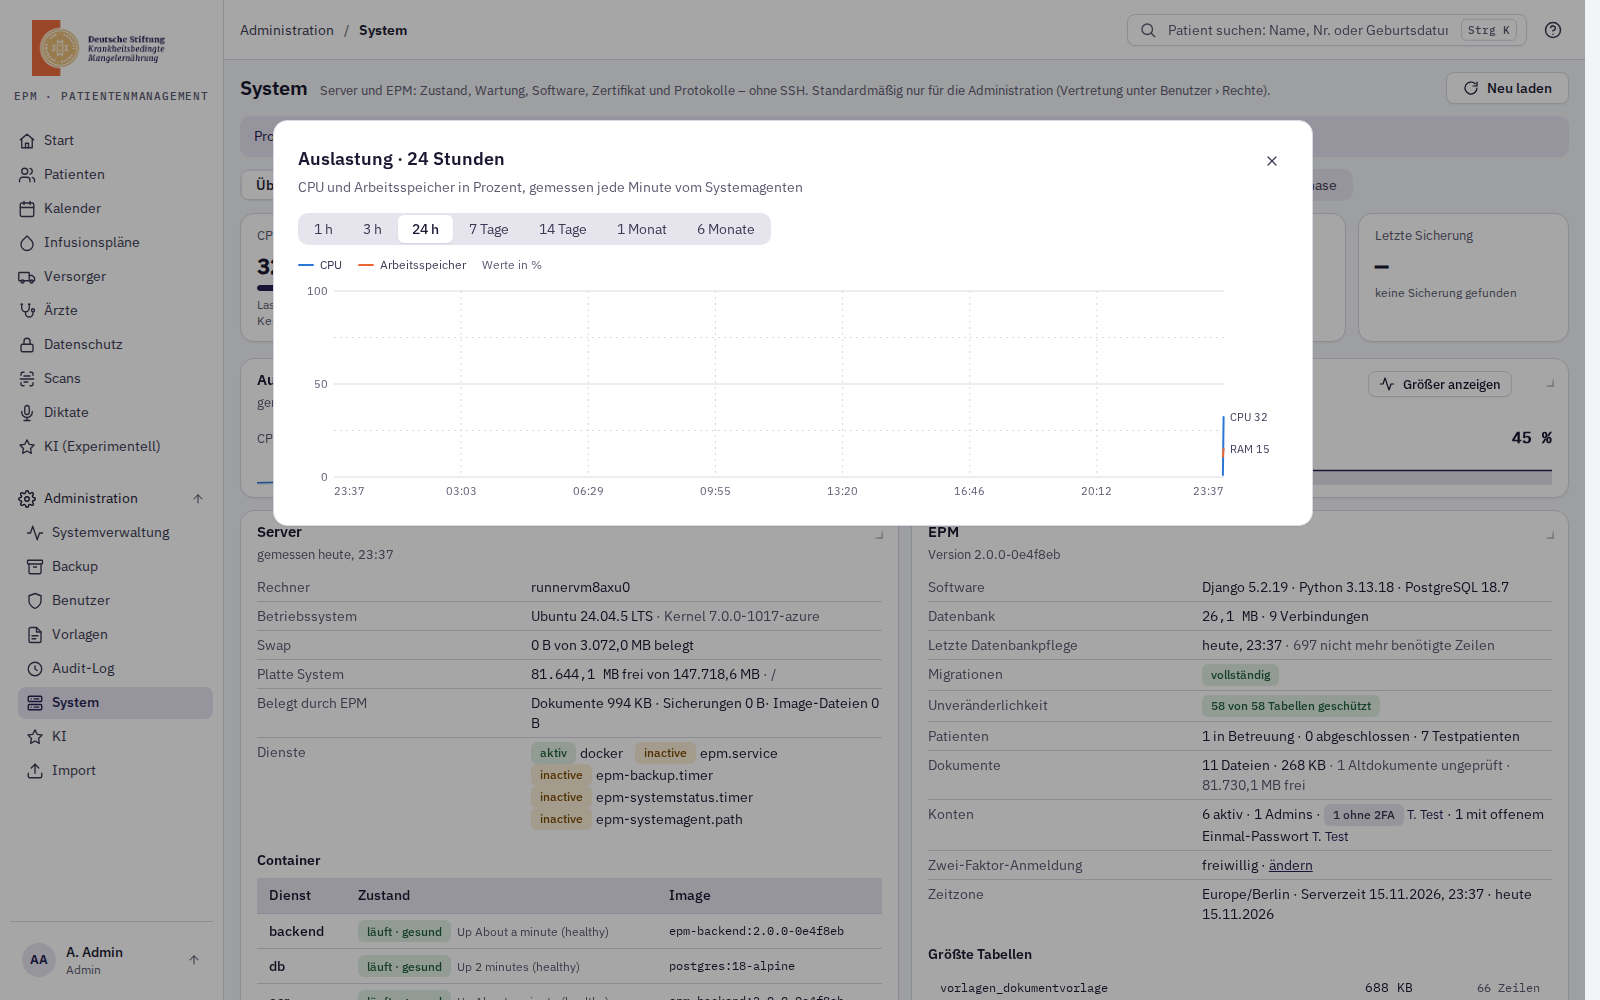 Deutsche Stiftung
Krankheitsbedingte
Mangelernährung
EPM · PATIENTENMANAGEMENT
Start
Patienten
Kalender
Infusionspläne
Versorger
Ärzte
Datenschutz
Scans
Diktate
KI (Experimentell)
Administration
Systemverwaltung
Backup
Benutzer
Vorlagen
Audit-Log
System
KI
Import
AA
A. Admin
Admin
Administration / System
Patient suchen: Name, Nr. oder Geburtsdatur
Strg K
System
Server und EPM: Zustand, Wartung, Software, Zertifikat und Protokolle – ohne SSH. Standardmäßig nur für die Administration (Vertretung unter Benutzer › Rechte).
Neu laden
Auslastung · 24 Stunden
CPU und Arbeitsspeicher in Prozent, gemessen jede Minute vom Systemagenten
1 h 3 h 24 h 7 Tage 14 Tage 1 Monat 6 Monate
CPU Arbeitsspeicher Werte in %
100
50
0
CPU 32
RAM 15
23:37 03:03 06:29 09:55 13:20 16:46 20:12 23:37
Letzte Sicherung
–
keine Sicherung gefunden
Größer anzeigen
45 %
Server
gemessen heute, 23:37
Rechner runnervm8axu0
Betriebssystem Ubuntu 24.04.5 LTS · Kernel 7.0.0-1017-azure
Swap 0 B von 3.072,0 MB belegt
Platte System 81.644,1 MB frei von 147.718,6 MB · /
Belegt durch EPM Dokumente 994 KB · Sicherungen 0 B· Image-Dateien 0
B
Dienste aktiv docker inactive epm.service
inactive epm-backup.timer
inactive epm-systemstatus.timer
inactive epm-systemagent.path
Container
Dienst Zustand Image
backend läuft · gesund Up About a minute (healthy) epm-backend:2.0.0-0e4f8eb
db läuft · gesund Up 2 minutes (healthy) postgres:18-alpine
EPM
Version 2.0.0-0e4f8eb
Software Django 5.2.19 · Python 3.13.18 · PostgreSQL 18.7
Datenbank 26,1 MB · 9 Verbindungen
Letzte Datenbankpflege heute, 23:37 · 697 nicht mehr benötigte Zeilen
Migrationen vollständig
Unveränderlichkeit 58 von 58 Tabellen geschützt
Patienten 1 in Betreuung · 0 abgeschlossen · 7 Testpatienten
Dokumente 11 Dateien · 268 KB · 1 Altdokumente ungeprüft ·
81.730,1 MB frei
Konten 6 aktiv · 1 Admins · 1 ohne 2FA T. Test · 1 mit offenem
Einmal-Passwort T. Test
Zwei-Faktor-Anmeldung freiwillig · ändern
Zeitzone Europe/Berlin · Serverzeit 15.11.2026, 23:37 · heute
15.11.2026
Größte Tabellen
vorlagen_dokumentvorlage 688 KB 66 Zeilen